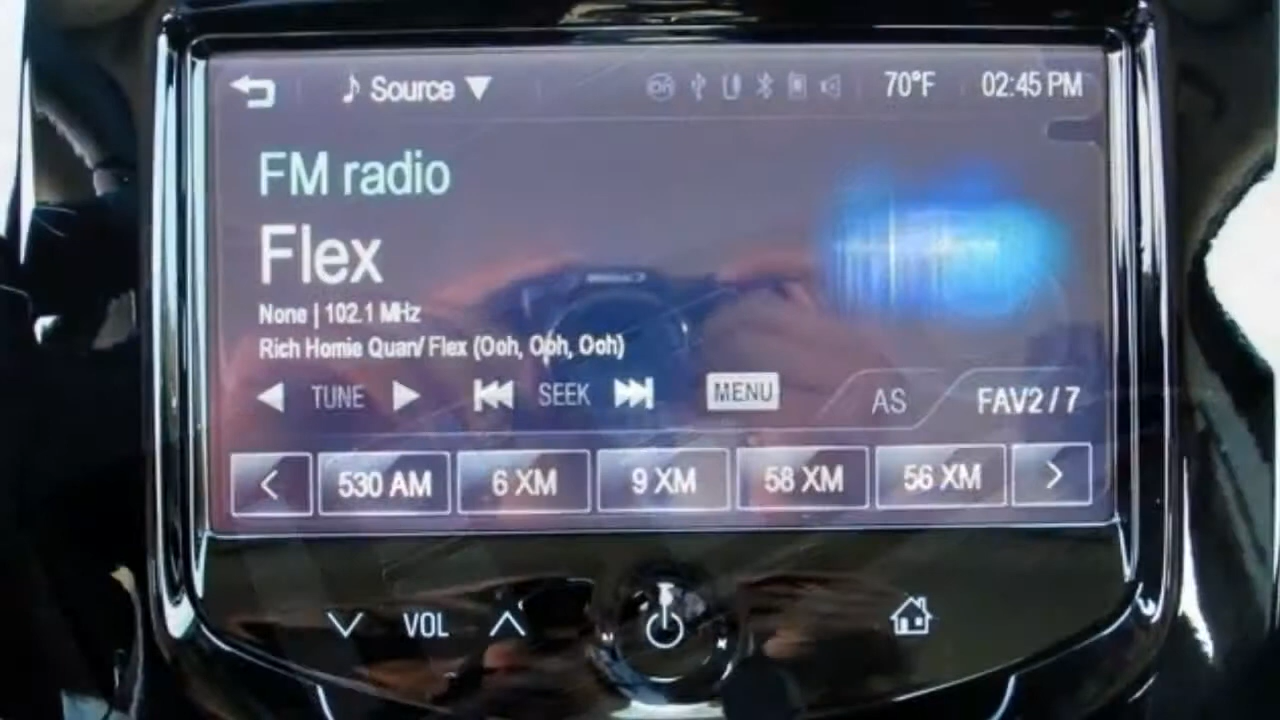 Source 70°F 02:45 PM
FM radio
Flex
None | 102.1 MHz
Rich Homie Quan/ Flex (Ooh, Ooh, Ooh)
TUNE SEEK MENU AS FAV2 / 7
530 AM 6 XM 9 XM 58 XM 56 XM
VOL